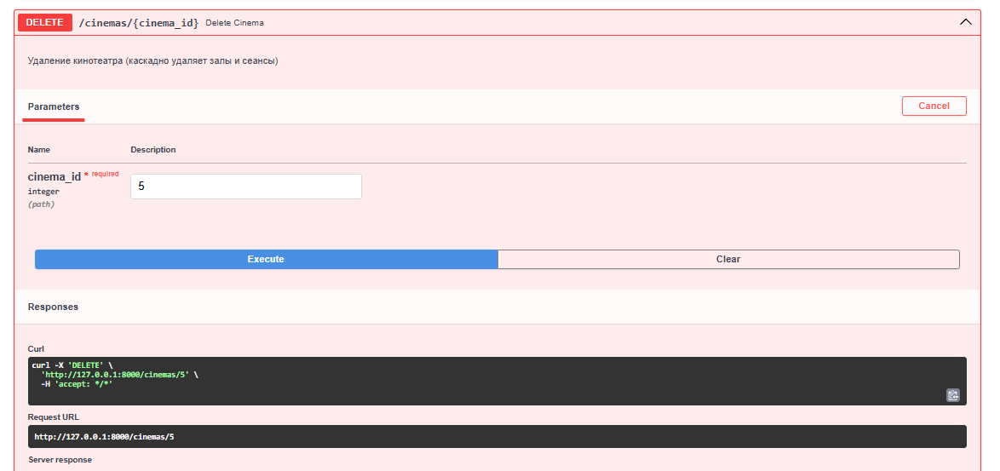 DELETE /cinemas/{cinema_id} Delete Cinema
Удаление кинотеатра (каскадно удаляет залы и сеансы)
Parameters
Cancel
Name Description
cinema_id * required
integer
(path)
5
Execute
Clear
Responses
Curl
curl -X 'DELETE' \
'http://127.0.0.1:8000/cinemas/5' \
-H 'accept: */*'
Request URL
http://127.0.0.1:8000/cinemas/5
Server response